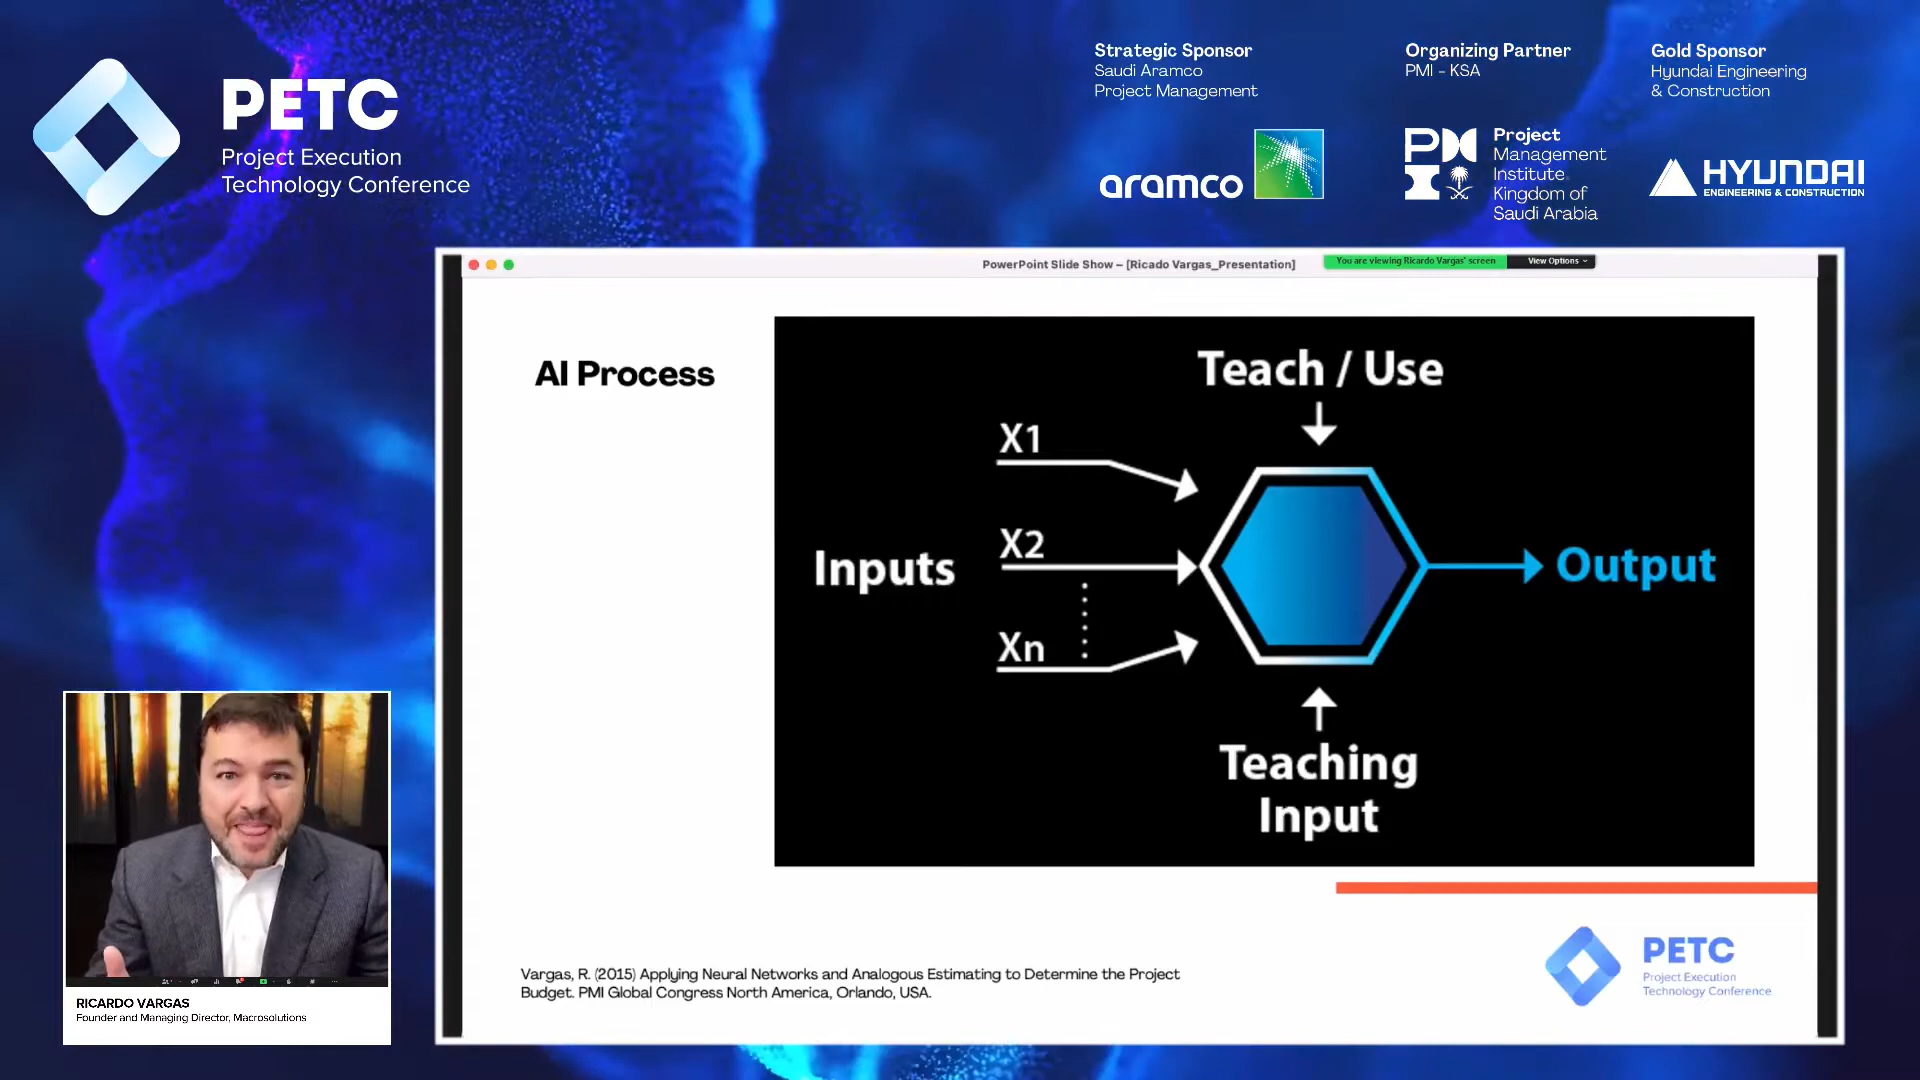 PETC
Project Execution
Technology Conference
Strategic Sponsor
Saudi Aramco
Project Management
aramco
Organizing Partner
PMI - KSA
PMI
Project
Management
Institute
Kingdom of
Saudi Arabia
Gold Sponsor
Hyundai Engineering
& Construction
HYUNDAI
ENGINEERING & CONSTRUCTION
PowerPoint Slide Show – [Ricado Vargas_Presentation]
You are viewing Ricardo Vargas' screen
View Options
AI Process
Teach / Use
X1
X2
Xn
Inputs
Output
Teaching
Input
Vargas, R. (2015) Applying Neural Networks and Analogous Estimating to Determine the Project
Budget. PMI Global Congress North America, Orlando, USA.
PETC
Project Execution
Technology Conference
RICARDO VARGAS
Founder and Managing Director, Macrosolutions